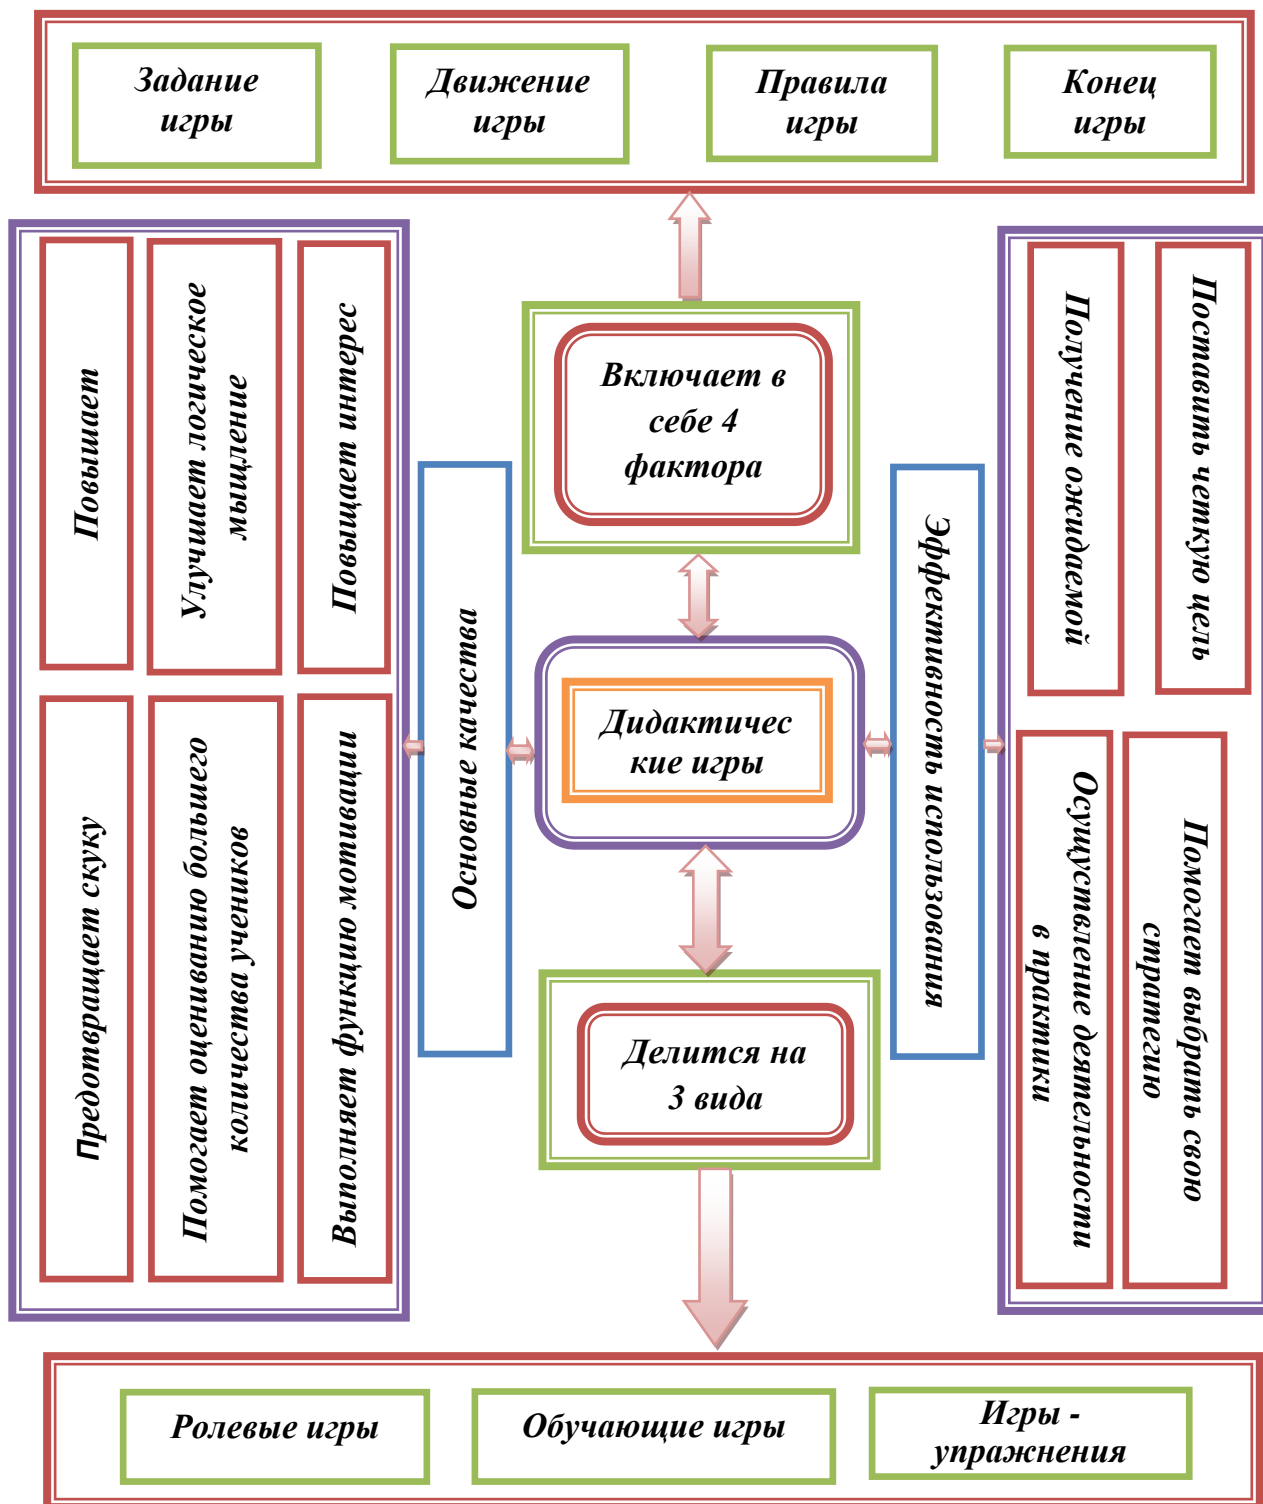 Задание
игры
Движение
игры
Правила
игры
Конец
игры
Повышает
Улучшает логическое
мыщление
Повыщает интерес
Предотвращает скуку
Помогает оцениванию большего
количества учеников
Выполняет функцию мотивации
Основные качества
Включает в
себе 4
фактора
Дидактичес
кие игры
Делится на
3 вида
Эффективность использования
Получение ожидаемой
Поставить четкую цель
Осущуствление деятельности
в практики
Помогает выбрать свою
стратегию
Ролевые игры
Обучающие игры
Игры -
упражнения